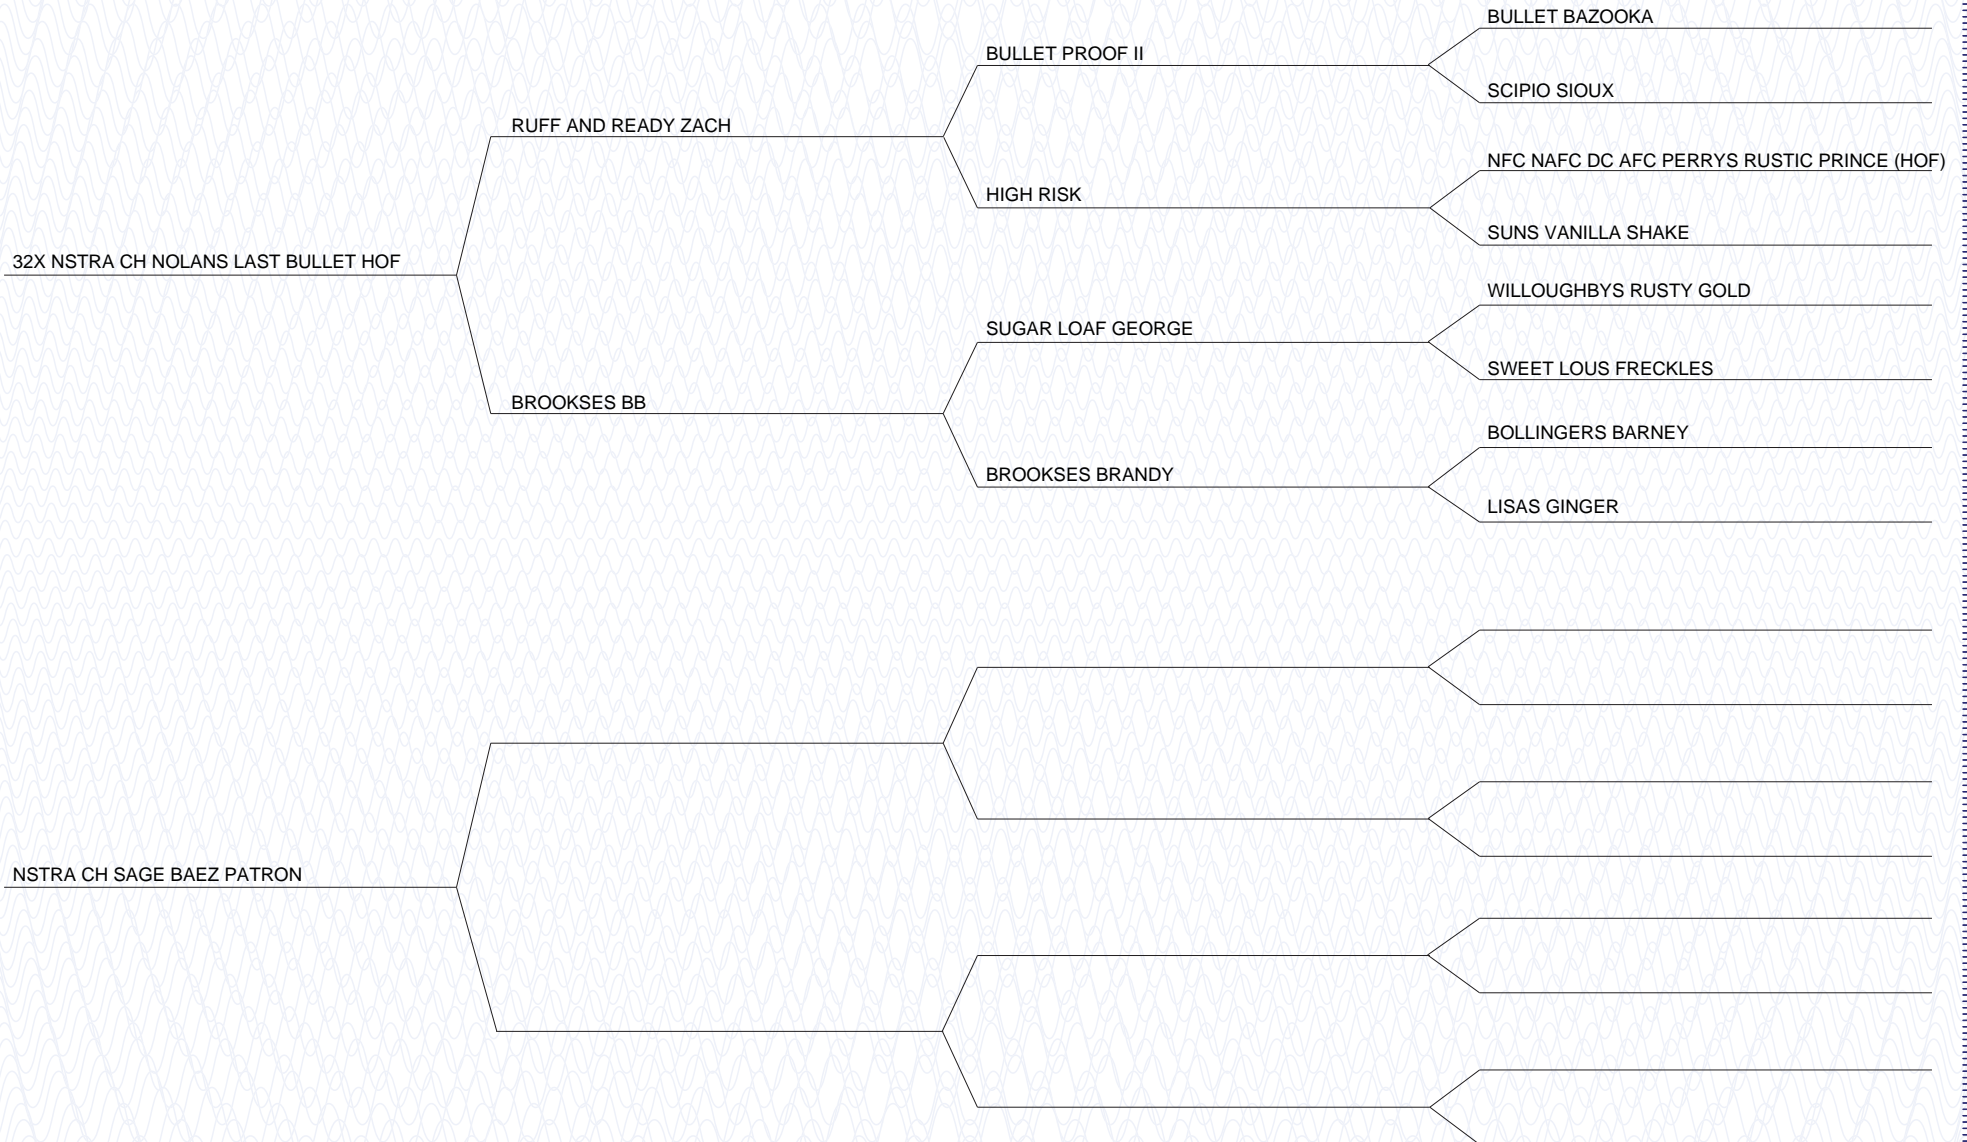 BULLET BAZOOKA
BULLET PROOF II
SCIPIO SIOUX
RUFF AND READY ZACH
NFC NAFC DC AFC PERRYS RUSTIC PRINCE (HOF)
HIGH RISK
SUNS VANILLA SHAKE
32X NSTRA CH NOLANS LAST BULLET HOF
WILLOUGHBYS RUSTY GOLD
SUGAR LOAF GEORGE
SWEET LOUS FRECKLES
BROOKSES BB
BOLLINGERS BARNEY
BROOKSES BRANDY
LISAS GINGER
NSTRA CH SAGE BAEZ PATRON